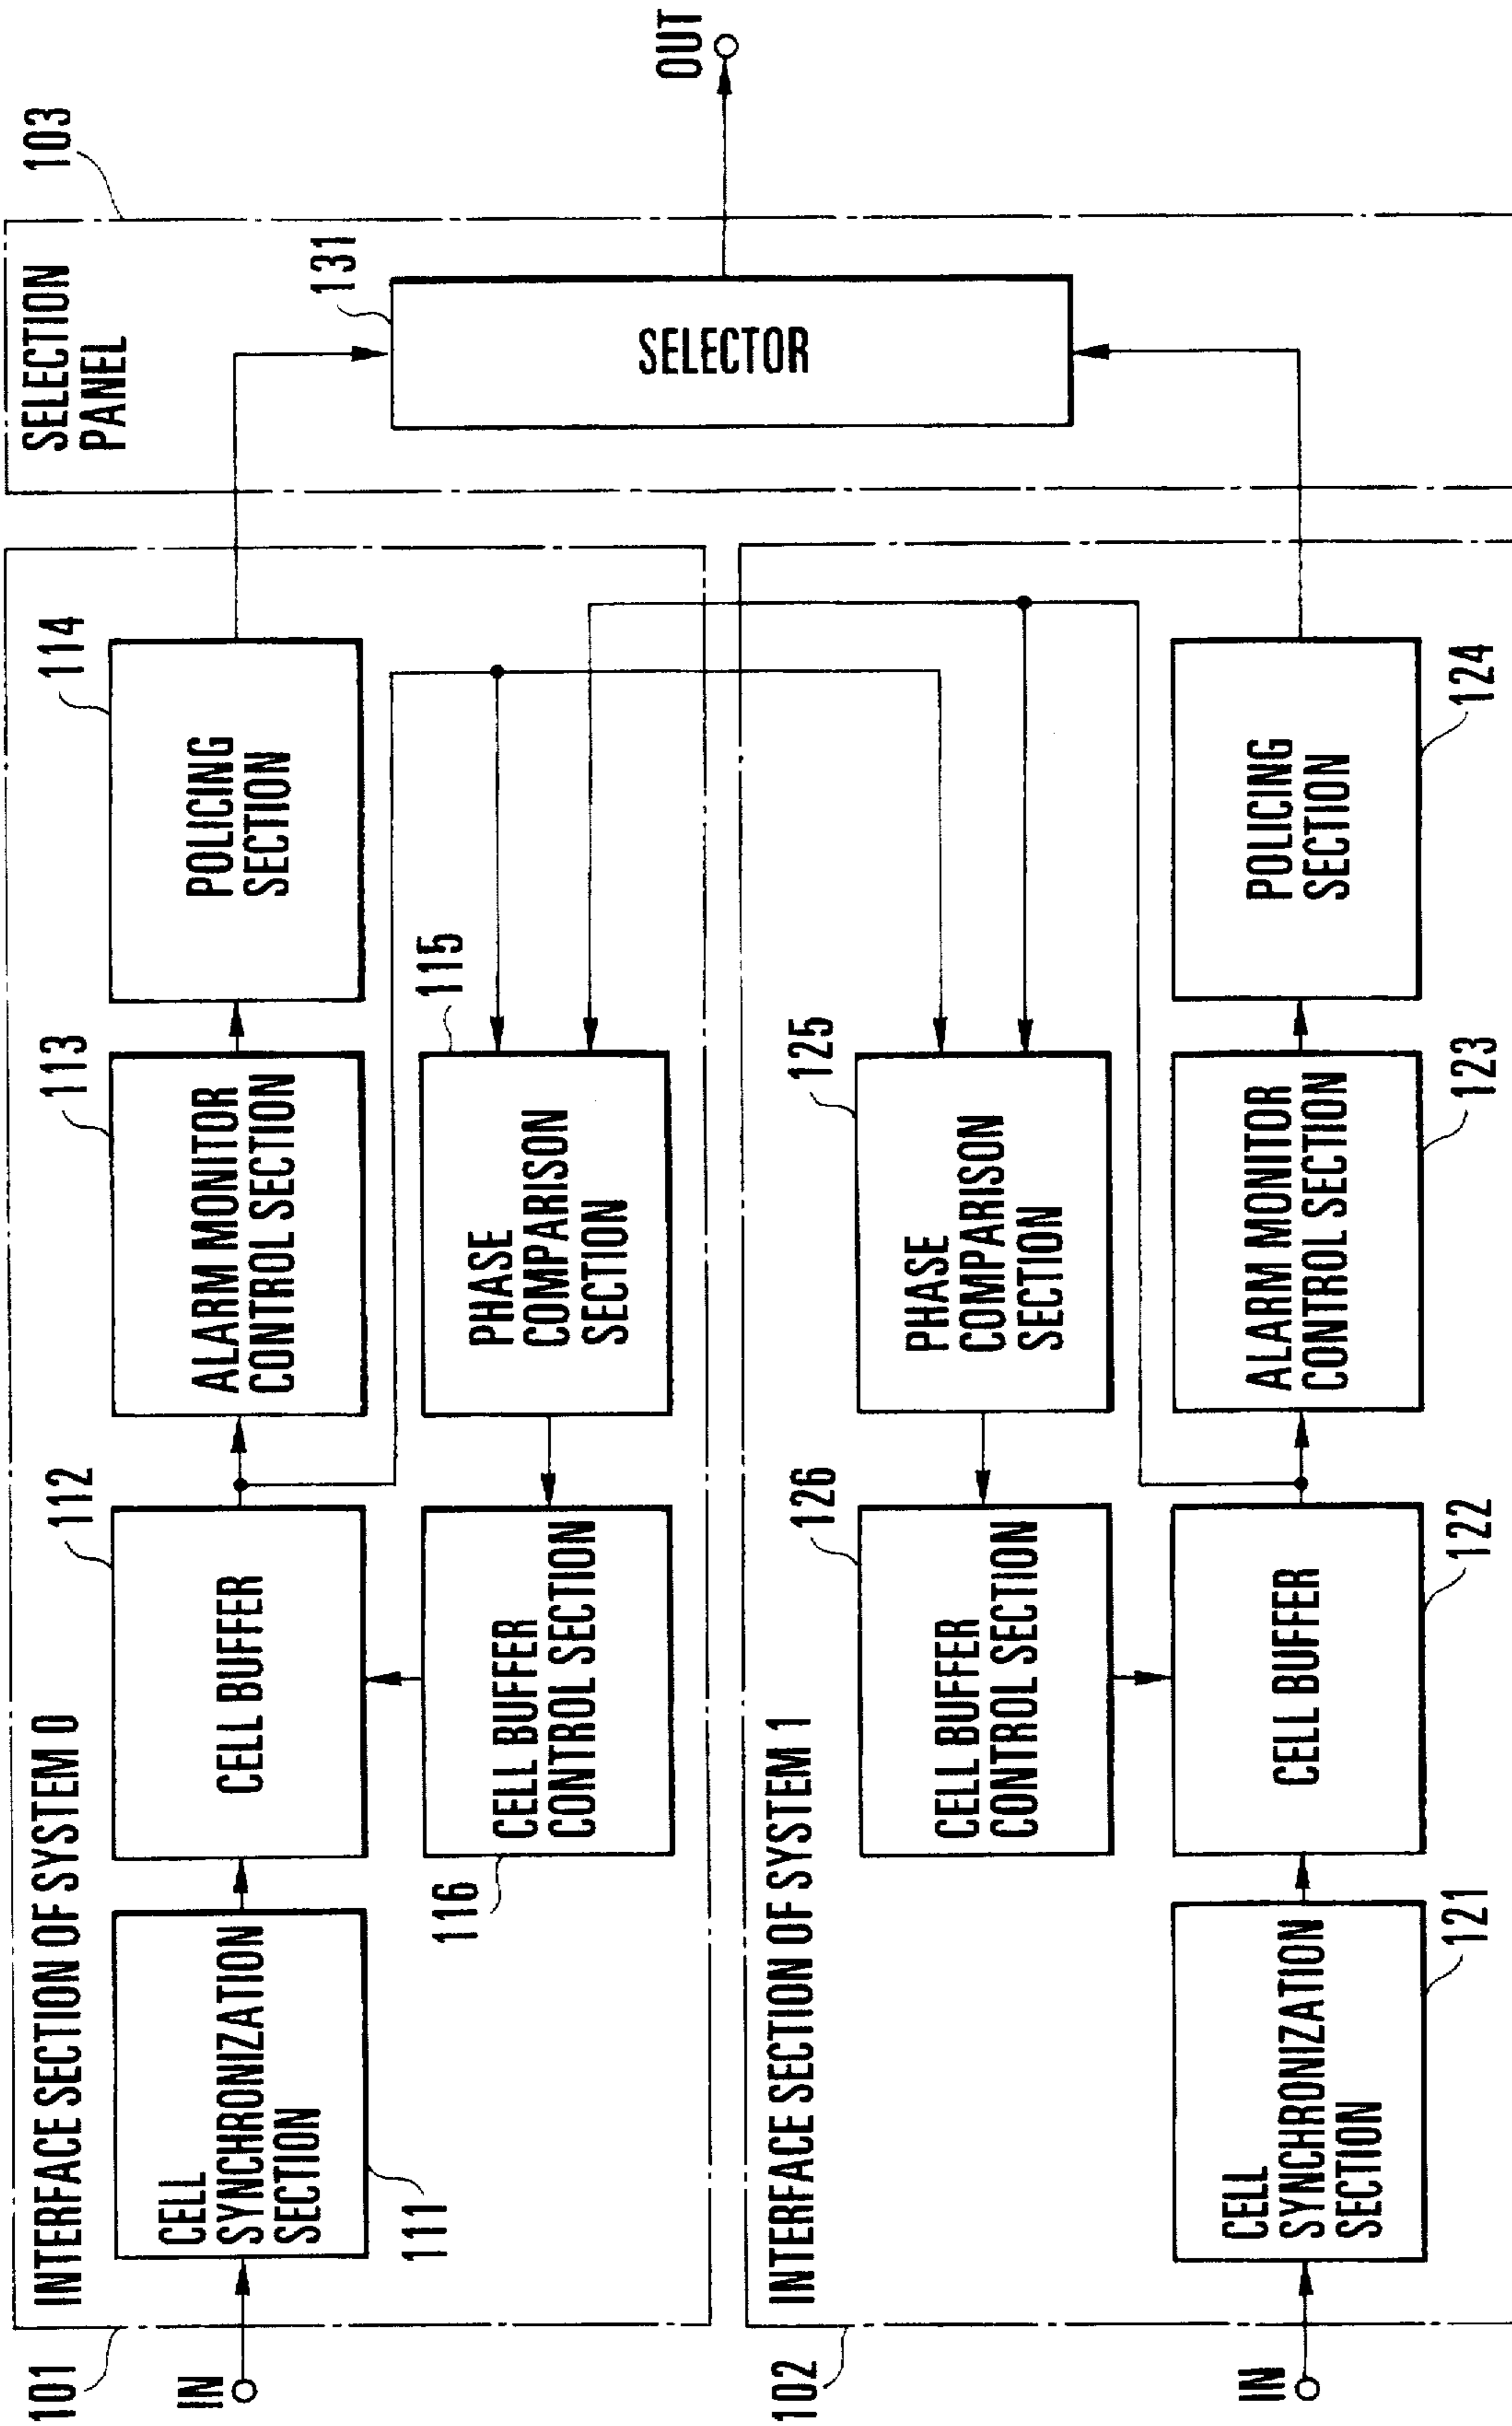 101
INTERFACE SECTION OF SYSTEM 0
IN
CELL
SYNCHRONIZATION
SECTION
111
CELL BUFFER
112
ALARM MONITOR
CONTROL SECTION
113
POLICING
SECTION
114
CELL BUFFER
CONTROL SECTION
116
PHASE
COMPARISON
SECTION
115
SELECTION
PANEL
103
SELECTOR
131
OUT
102
INTERFACE SECTION OF SYSTEM 1
IN
CELL BUFFER
CONTROL SECTION
126
PHASE
COMPARISON
SECTION
125
CELL
SYNCHRONIZATION
SECTION
121
CELL BUFFER
122
ALARM MONITOR
CONTROL SECTION
123
POLICING
SECTION
124